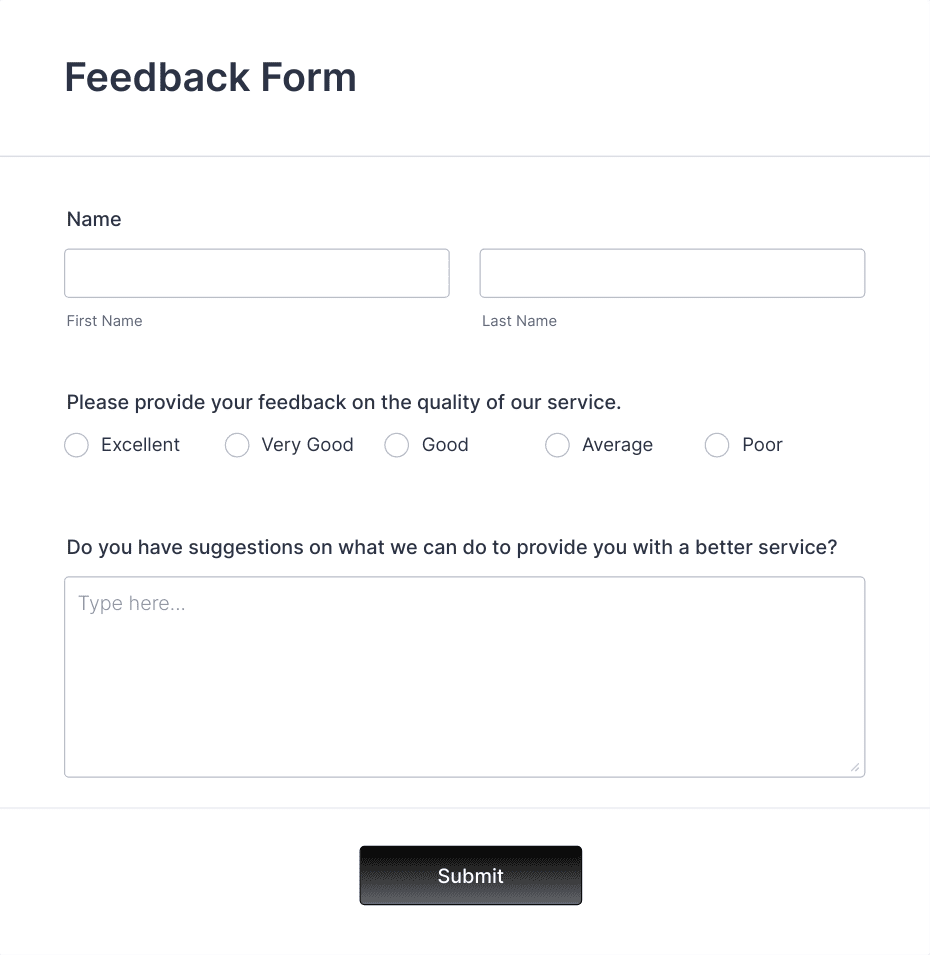 Feedback Form
Name
First Name Last Name
Please provide your feedback on the quality of our service.
Excellent Very Good Good Average Poor
Do you have suggestions on what we can do to provide you with a better service?
Type here...
Submit